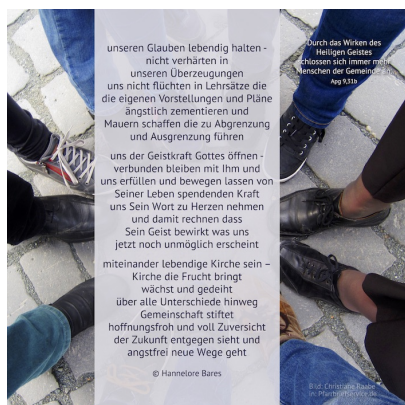 unseren Glauben lebendig halten -
nicht verhärten in
unseren Überzeugungen
uns nicht flüchten in Lehrsätze die
die eigenen Vorstellungen und Pläne
ängstlich zementieren und
Mauern schaffen die zu Abgrenzung
und Ausgrenzung führen
uns der Geistkraft Gottes öffnen -
verbunden bleiben mit Ihm und
uns erfüllen und bewegen lassen von
Seiner Leben spendenden Kraft
uns Sein Wort zu Herzen nehmen
und damit rechnen dass
Sein Geist bewirkt was uns
jetzt noch unmöglich erscheint
miteinander lebendige Kirche sein –
Kirche die Frucht bringt
wächst und gedeiht
über alle Unterschiede hinweg
Gemeinschaft stiftet
hoffnungsfroh und voll Zuversicht
der Zukunft entgegen sieht und
angstfrei neue Wege geht
© Hannelore Bares
Durch das Wirken des
Heiligen Geistes
schlossen sich immer mehr
Menschen der Gemeinde an.
Apg 9,31b
Bild: Christiane Raabe
In: Pfarrbriefservice.de